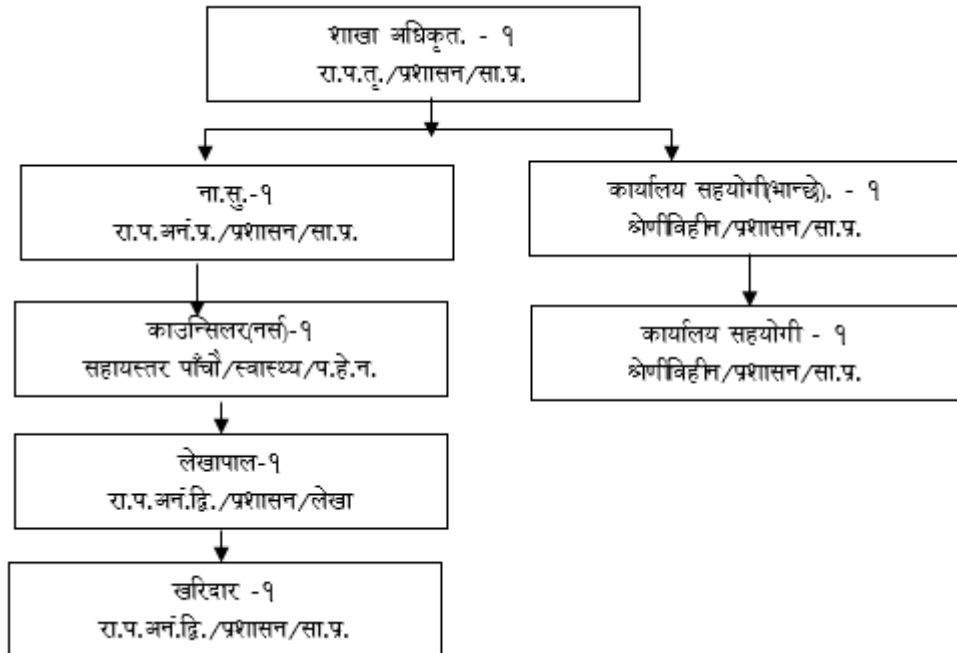 शाखा अधिकृत. - १
रा.प.तृ./प्रशासन/सा.प्र.
ना.सु.-१
रा.प.अनं.प्र./प्रशासन/सा.प्र.
कार्यालय सहयोगी(भान्छे). - १
श्रेणीविहीन/प्रशासन/सा.प्र.
काउन्सिलर(नर्स)-१
सहायस्तर पाँचौ/स्वास्थ्य/प.हे.न.
कार्यालय सहयोगी - १
श्रेणीविहीन/प्रशासन/सा.प्र.
लेखापाल-१
रा.प.अनं.द्वि./प्रशासन/लेखा
खरिदार -१
रा.प.अनं.द्वि./प्रशासन/सा.प्र.